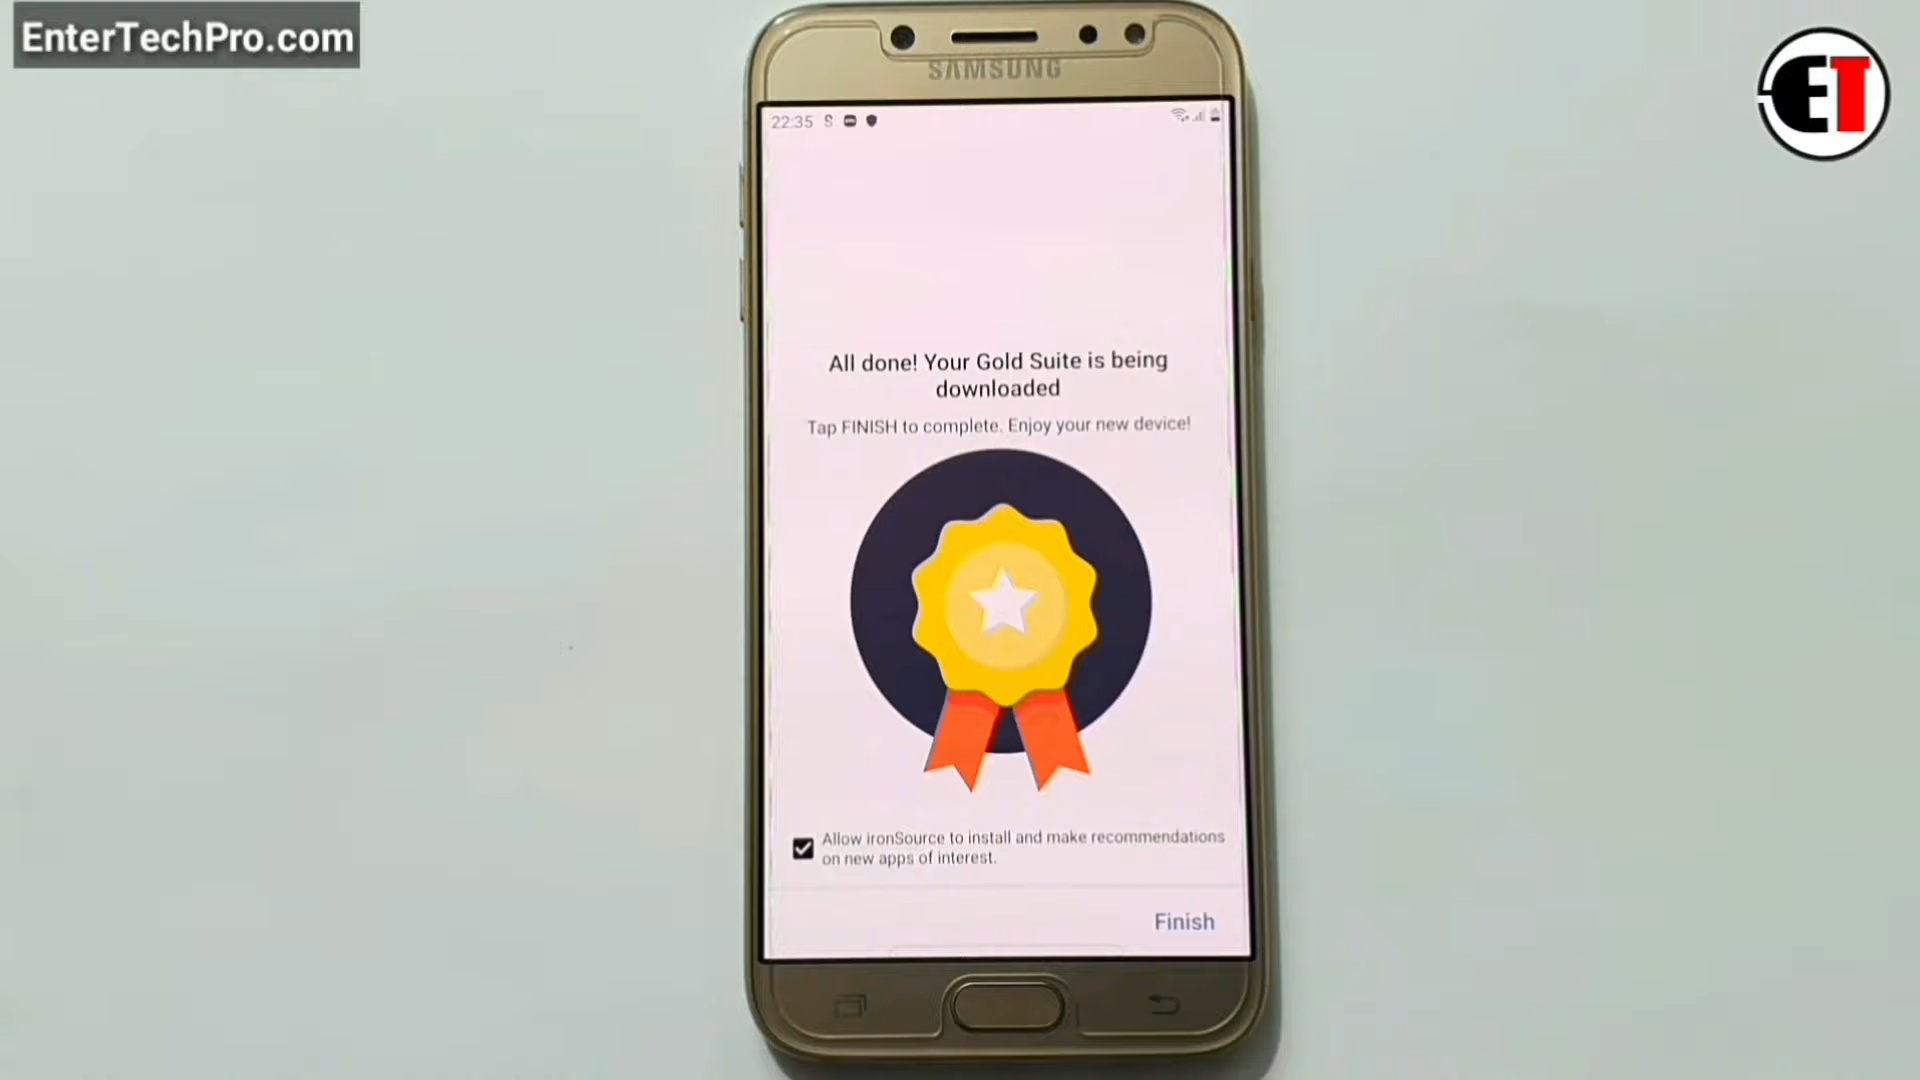 EnterTechPro.com
ET
SAMSUNG
22:35
All done! Your Gold Suite is being
downloaded
Tap FINISH to complete. Enjoy your new device!
Allow ironSource to install and make recommendations
on new apps of interest.
Finish